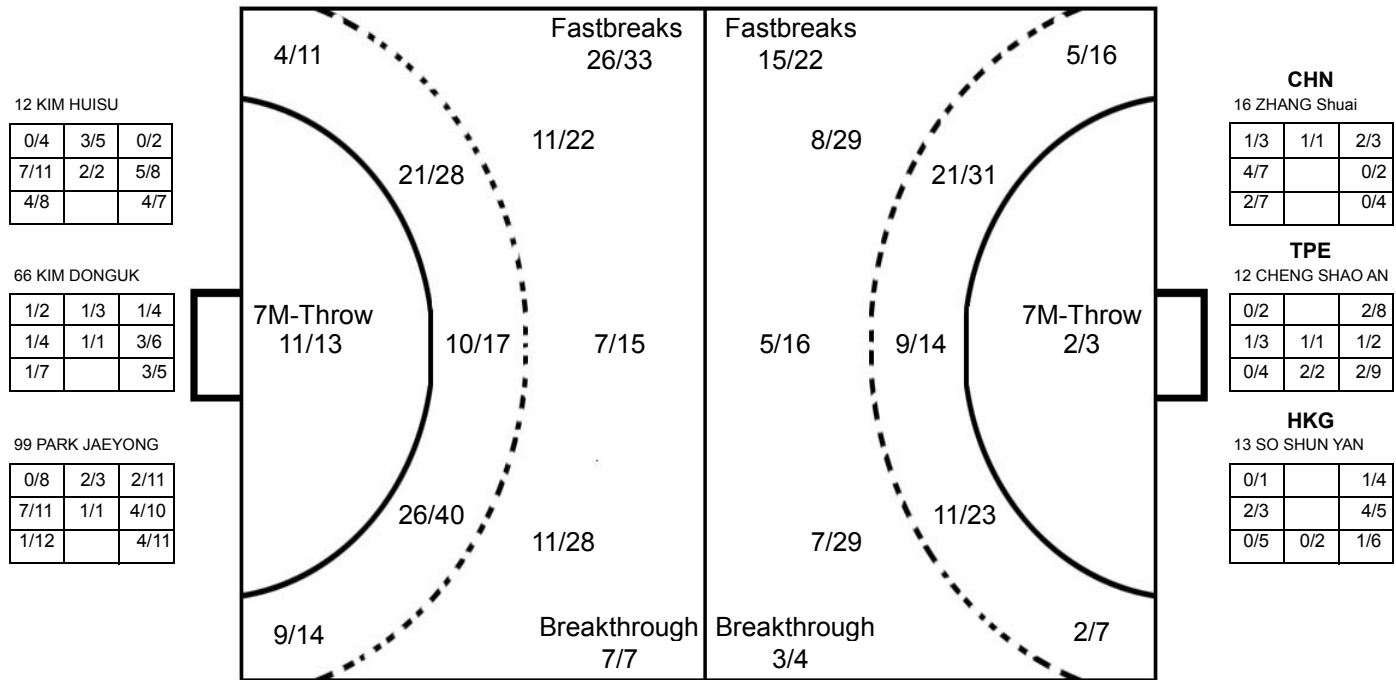 Fastbreaks Fastbreaks
4/11 26/33 15/22 5/16
CHN
12 KIM HUISU 16 ZHANG Shuai
0/4 3/5 0/2 11/22 8/29 1/3 1/1 2/3
7/11 2/2 5/8 21/28 21/31 4/7 0/2
4/8 4/7 2/7 0/4
TPE
66 KIM DONGUK 12 CHENG SHAO AN
1/2 1/3 1/4 7M-Throw 7M-Throw 0/2 2/8
1/4 1/1 3/6 11/13 10/17 7/15 5/16 9/14 2/3 1/3 1/1 1/2
1/7 3/5 0/4 2/2 2/9
HKG
99 PARK JAEYONG 13 SO SHUN YAN
0/8 2/3 2/11 0/1 1/4
7/11 1/1 4/10 26/40 11/23 2/3 4/5
1/12 4/11 11/28 7/29 0/5 0/2 1/6
9/14 Breakthrough Breakthrough 2/7
7/7 3/4